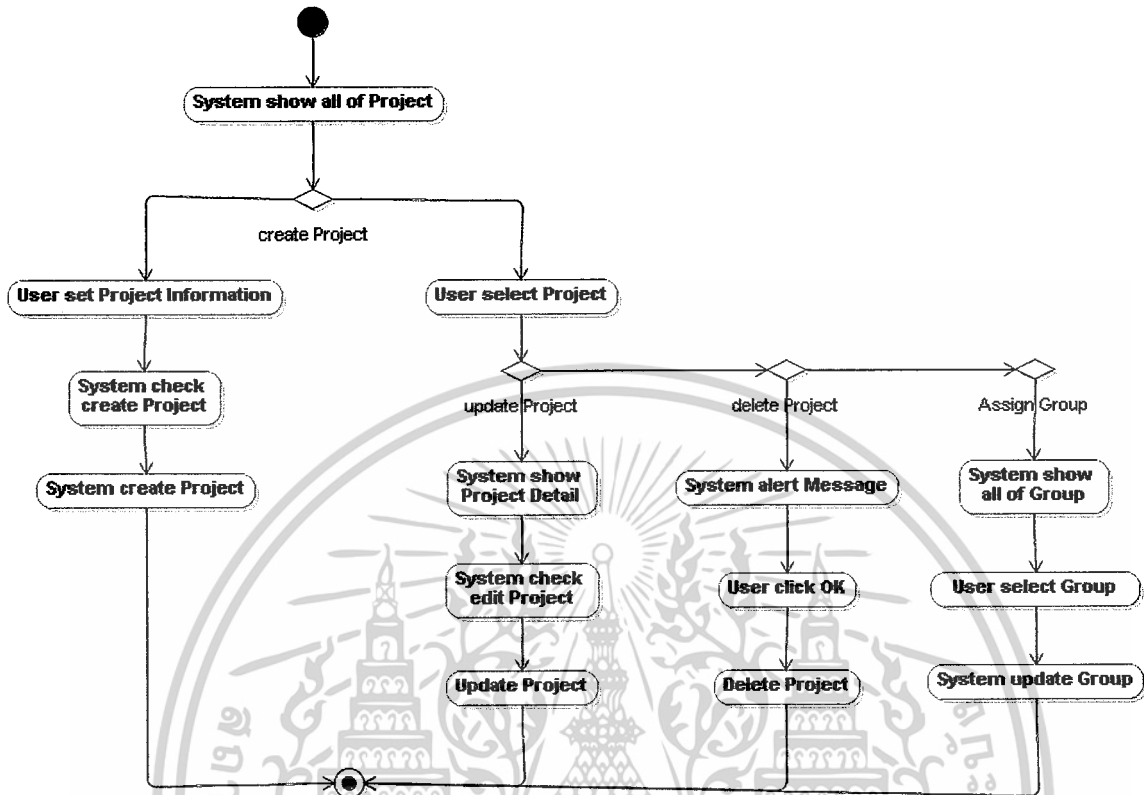 System show all of Project
create Project
User set Project Information
User select Project
System check
create Project
update Project
delete Project
Assign Group
System create Project
System show
Project Detail
System alert Message
System show
all of Group
System check
edit Project
User click OK
User select Group
Update Project
Delete Project
System update Group